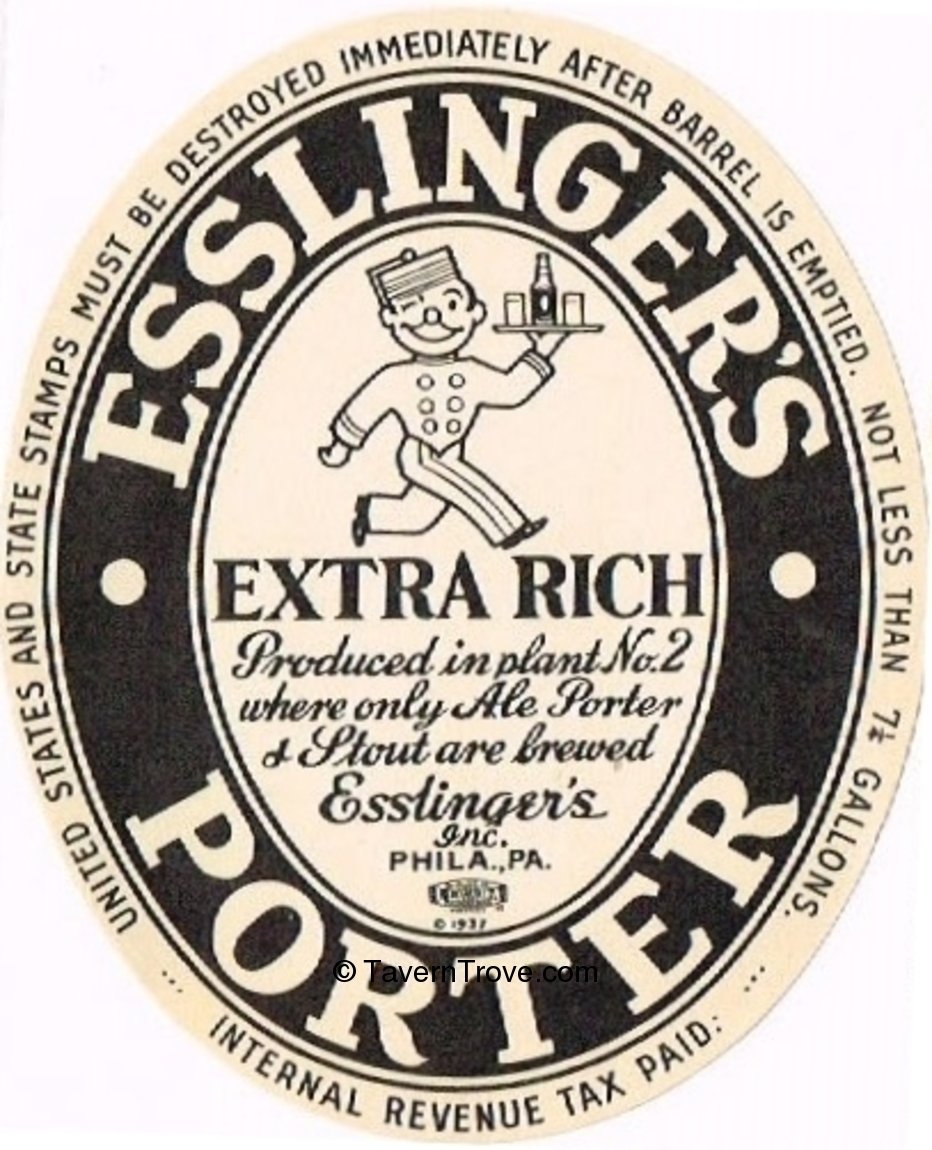 UNITED STATES AND STATE STAMPS MUST BE DESTROYED IMMEDIATELY AFTER BARREL IS EMPTIED. NOT LESS THAN 7¾ GALLONS.
ESSLINGER'S
EXTRA RICH
Produced in plant No. 2
where only Ale Porter
& Stout are brewed
Esslinger's
Inc.
PHILA., PA.
© 1937
PORTER
© TavernTrove.com
... INTERNAL REVENUE TAX PAID: ...